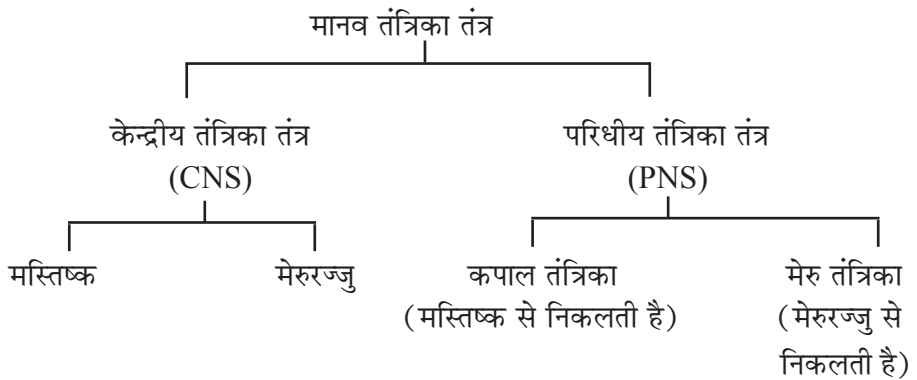 मानव तंत्रिका तंत्र
केन्द्रीय तंत्रिका तंत्र
(CNS)
परिधीय तंत्रिका तंत्र
(PNS)
मस्तिष्क
मेरुरज्जु
कपाल तंत्रिका
(मस्तिष्क से निकलती है)
मेरु तंत्रिका
(मेरुरज्जु से
निकलती है)